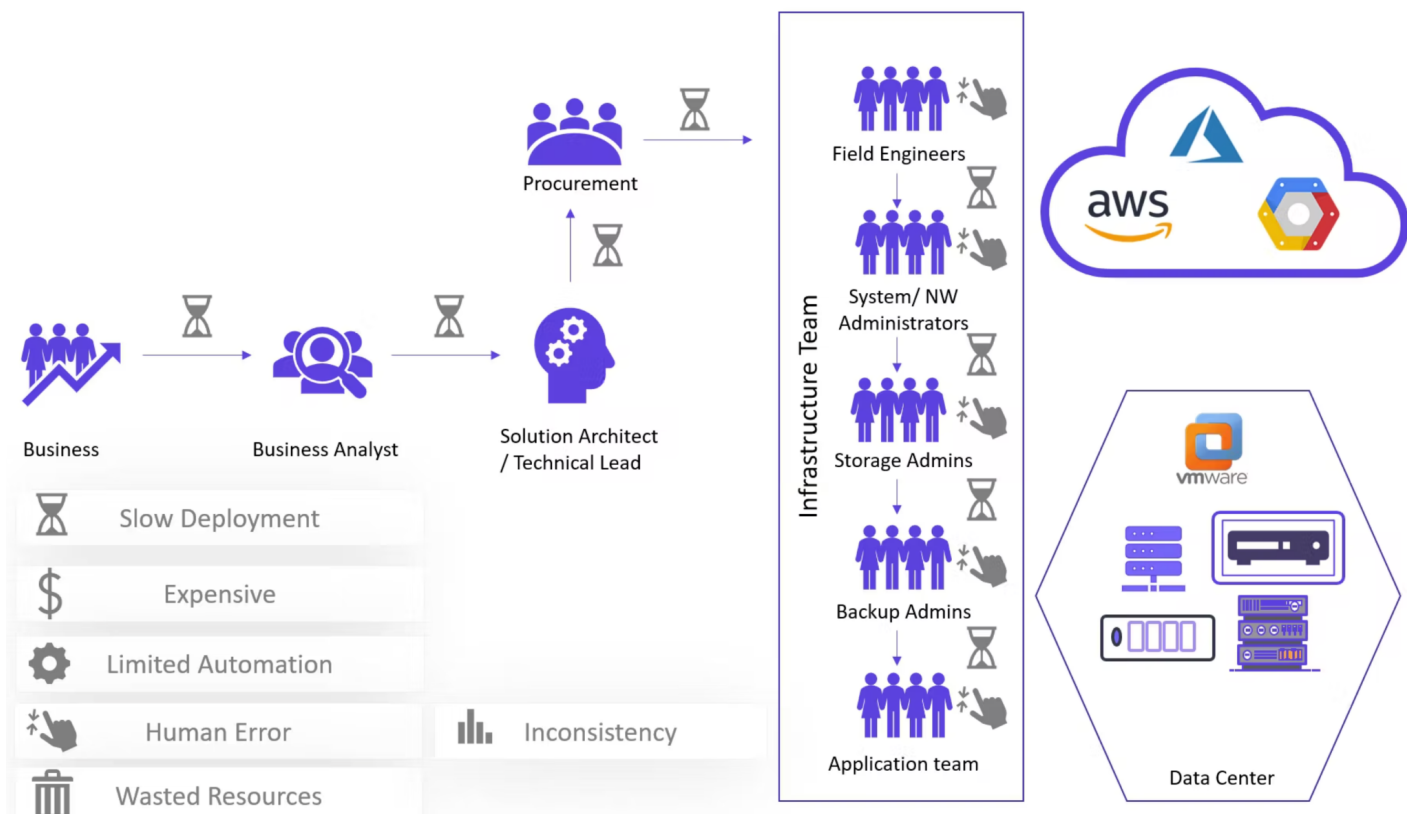 Procurement
Business
Business Analyst
Solution Architect
/ Technical Lead
Slow Deployment
Expensive
Limited Automation
Human Error
Wasted Resources
Inconsistency
Infrastructure Team
Field Engineers
System/ NW
Administrators
Storage Admins
Backup Admins
Application team
aws
vmware
Data Center